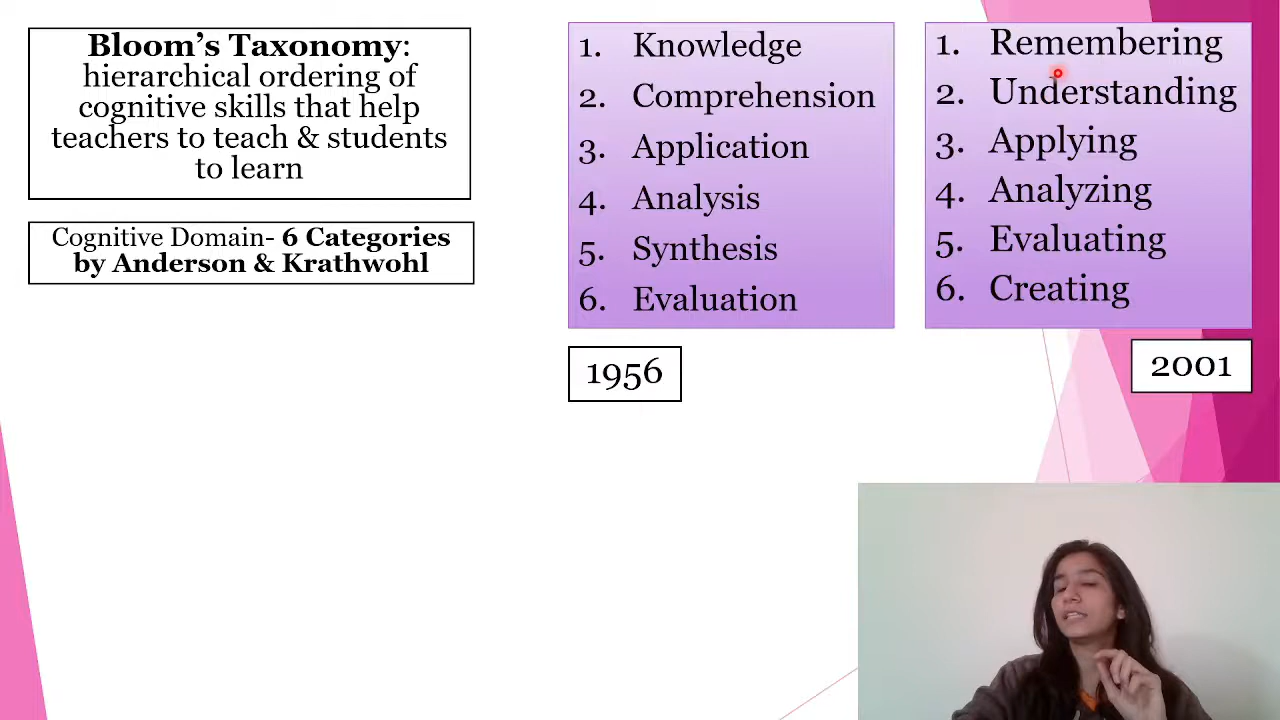 Bloom’s Taxonomy:
hierarchical ordering of
cognitive skills that help
teachers to teach & students
to learn
Cognitive Domain- 6 Categories
by Anderson & Krathwohl
1. Knowledge
2. Comprehension
3. Application
4. Analysis
5. Synthesis
6. Evaluation
1956
1. Remembering
2. Understanding
3. Applying
4. Analyzing
5. Evaluating
6. Creating
2001